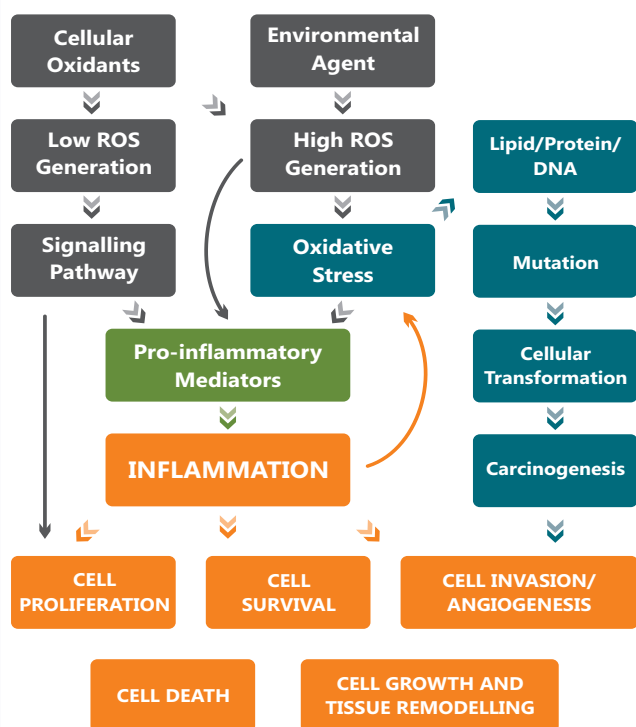 Cellular
Oxidants
Environmental
Agent
Low ROS
Generation
High ROS
Generation
Lipid/Protein/
DNA
Signalling
Pathway
Oxidative
Stress
Mutation
Pro-inflammatory
Mediators
Cellular
Transformation
INFLAMMATION
Carcinogenesis
CELL
PROLIFERATION
CELL
SURVIVAL
CELL INVASION/
ANGIOGENESIS
CELL DEATH
CELL GROWTH AND
TISSUE REMODELLING